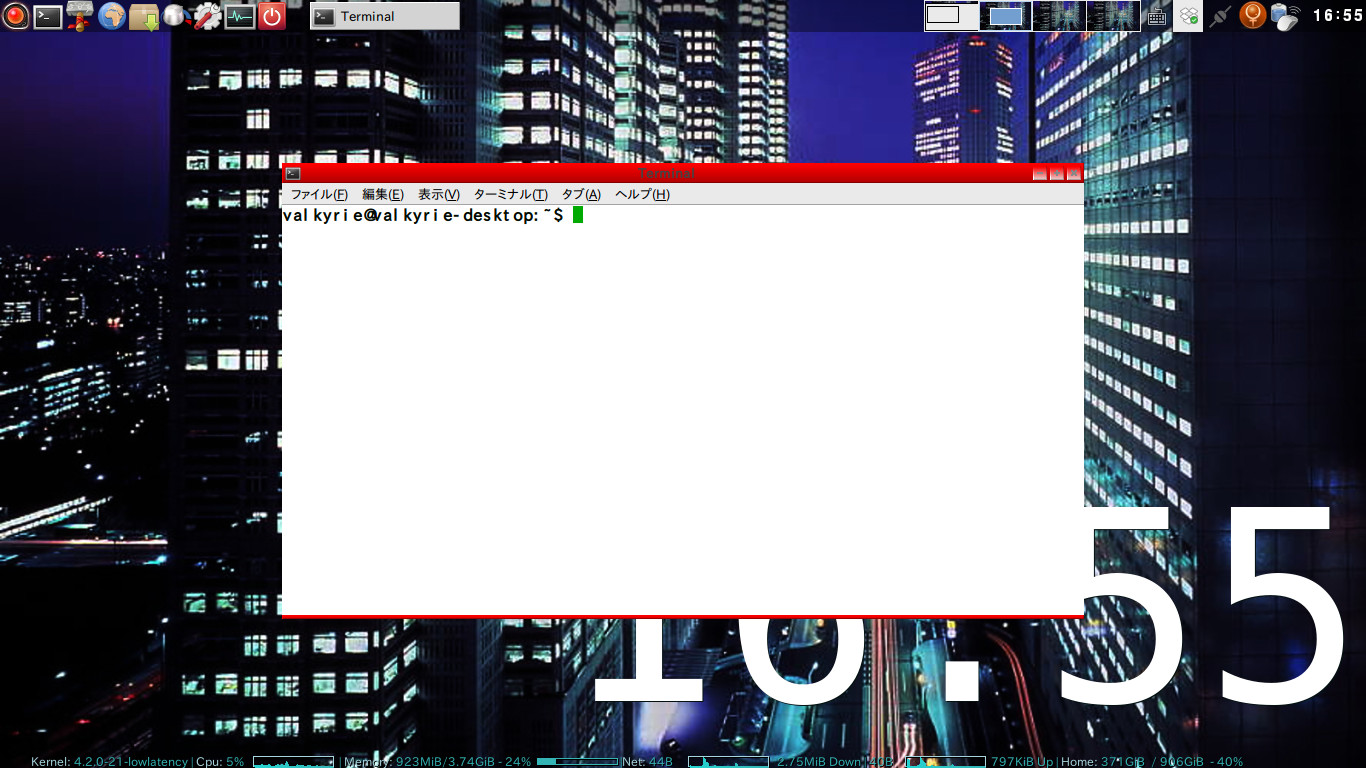 Terminal
16:55
Terminal
ファイル(F) 編集(E) 表示(V) ターミナル(T) タブ(A) ヘルプ(H)
valkyrie@valkyrie-desktop:~$
16:55
Kernel: 4.2.0-21-lowlatency | Cpu: 5% | Memory: 923MiB/3.74GiB - 24% Net: 44B 2.75MiB Down 40B 797KiB Up | Home: 371GiB / 906GiB - 40%